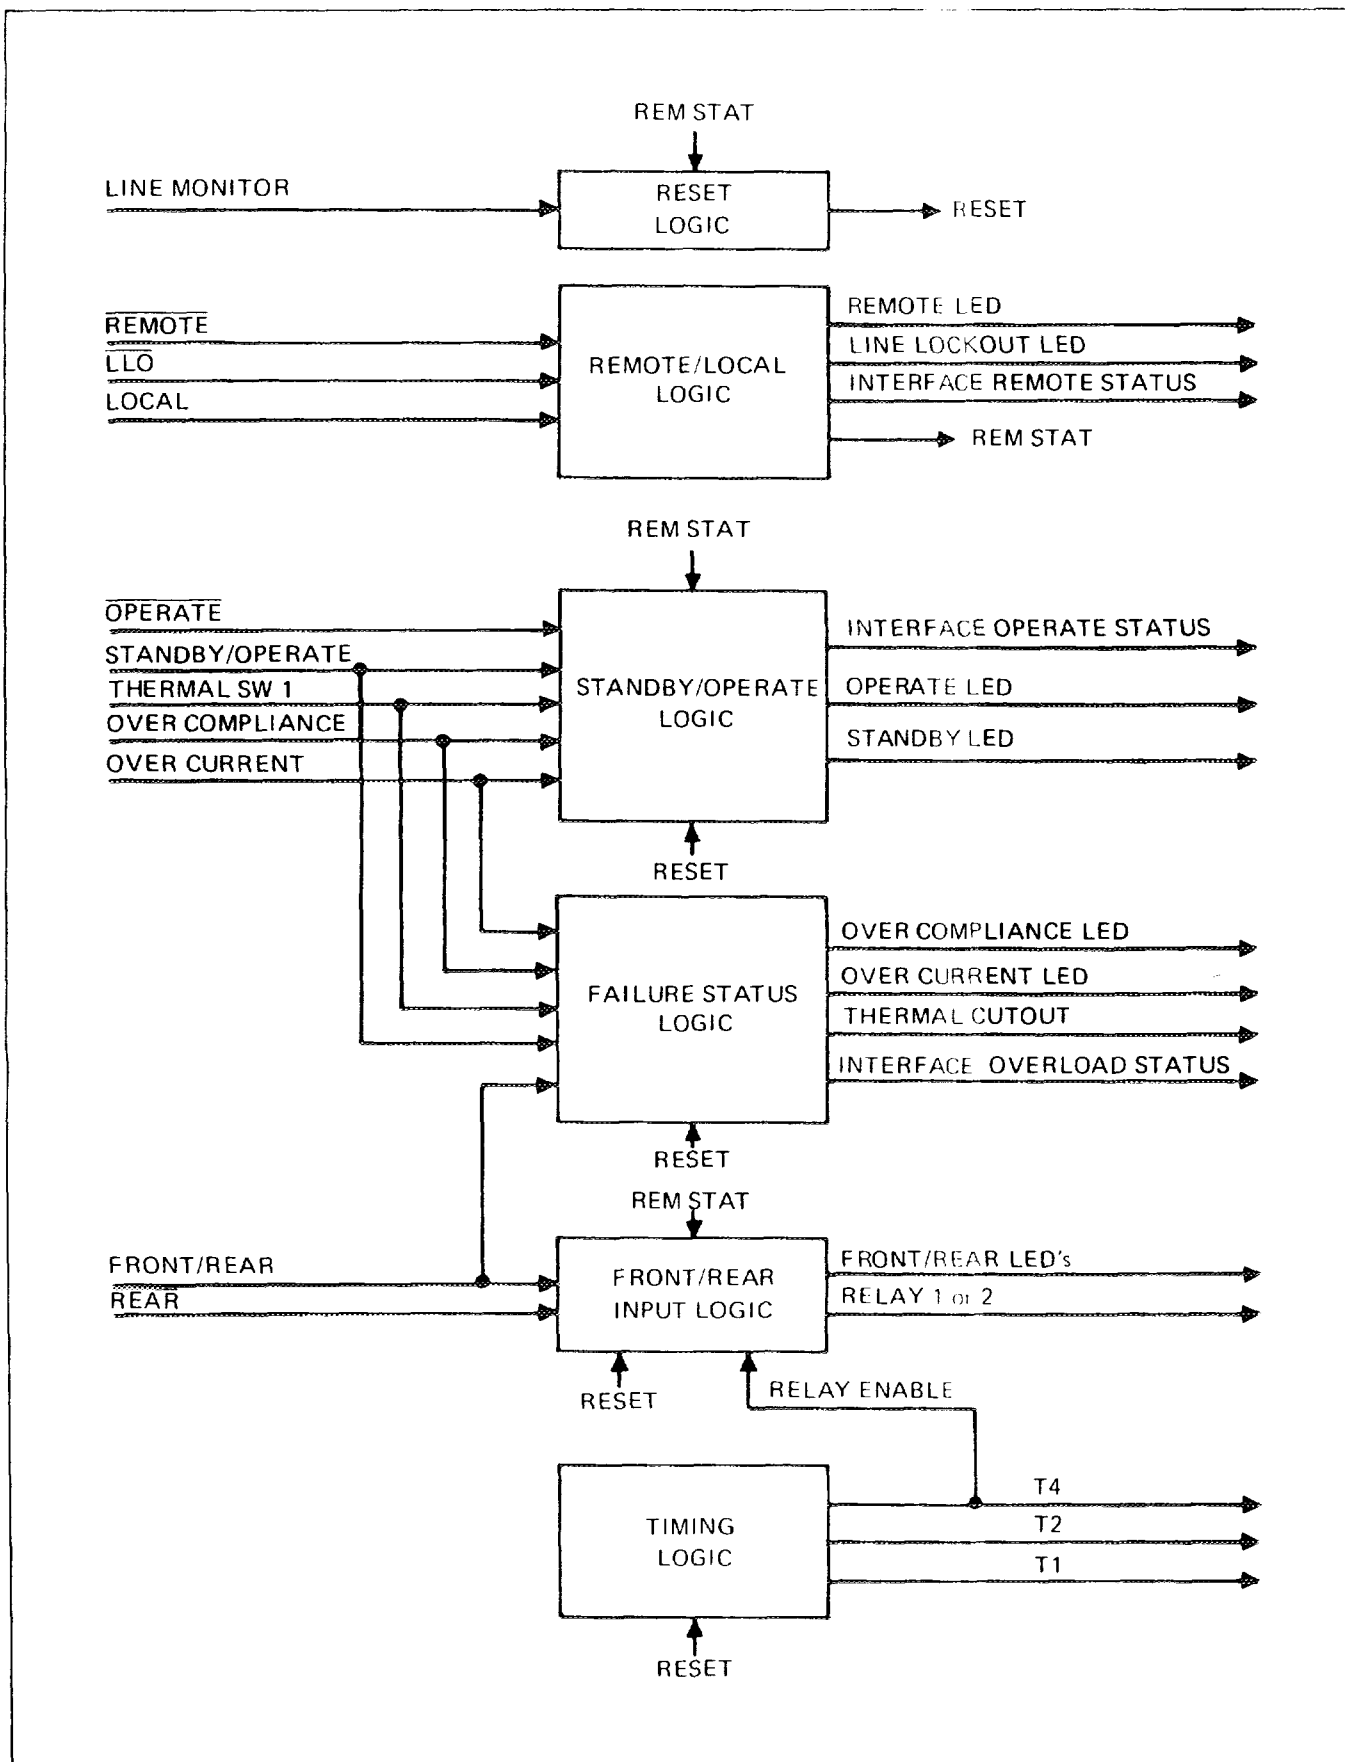 REM STAT
LINE MONITOR
RESET
LOGIC
RESET
REMOTE
LLO
LOCAL
REMOTE/LOCAL
LOGIC
REMOTE LED
LINE LOCKOUT LED
INTERFACE REMOTE STATUS
REM STAT
REM STAT
OPERATE
STANDBY/OPERATE
THERMAL SW 1
OVER COMPLIANCE
OVER CURRENT
STANDBY/OPERATE
LOGIC
INTERFACE OPERATE STATUS
OPERATE LED
STANDBY LED
RESET
FAILURE STATUS
LOGIC
OVER COMPLIANCE LED
OVER CURRENT LED
THERMAL CUTOUT
INTERFACE OVERLOAD STATUS
RESET
REM STAT
FRONT/REAR
REAR
FRONT/REAR
INPUT LOGIC
FRONT/REAR LED's
RELAY 1 or 2
RESET
RELAY ENABLE
TIMING
LOGIC
T4
T2
T1
RESET